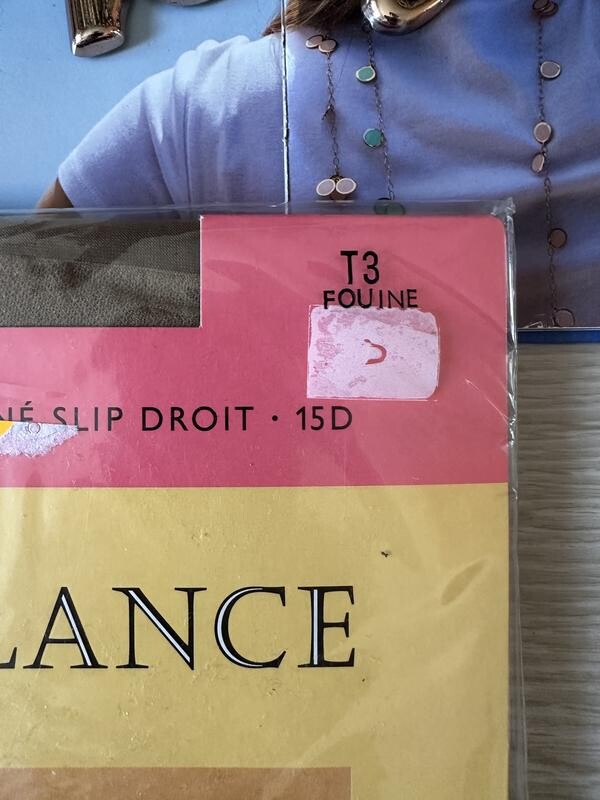 T3
FOUINE
NÉ SLIP DROIT · 15D
LANCE